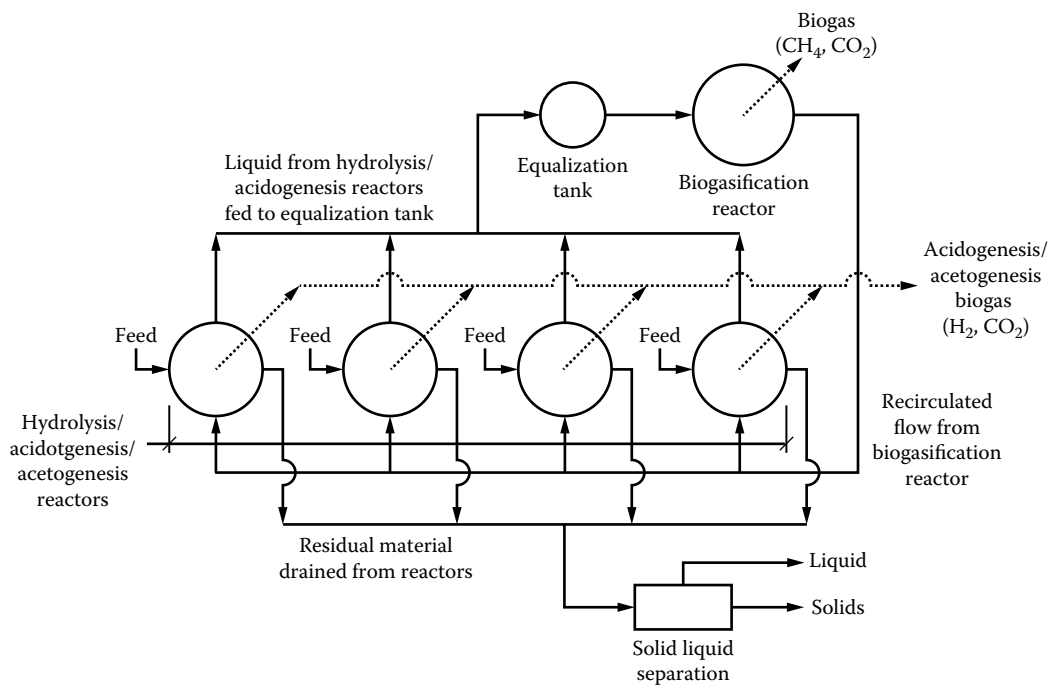 Biogas
(CH4, CO2)
Equalization
tank
Biogasification
reactor
Liquid from hydrolysis/
acidogenesis reactors
fed to equalization tank
Acidogenesis/
acetogenesis
biogas
(H2, CO2)
Feed
Feed
Feed
Feed
Hydrolysis/
acidotgenesis/
acetogenesis
reactors
Recirculated
flow from
biogasification
reactor
Residual material
drained from reactors
Liquid
Solids
Solid liquid
separation